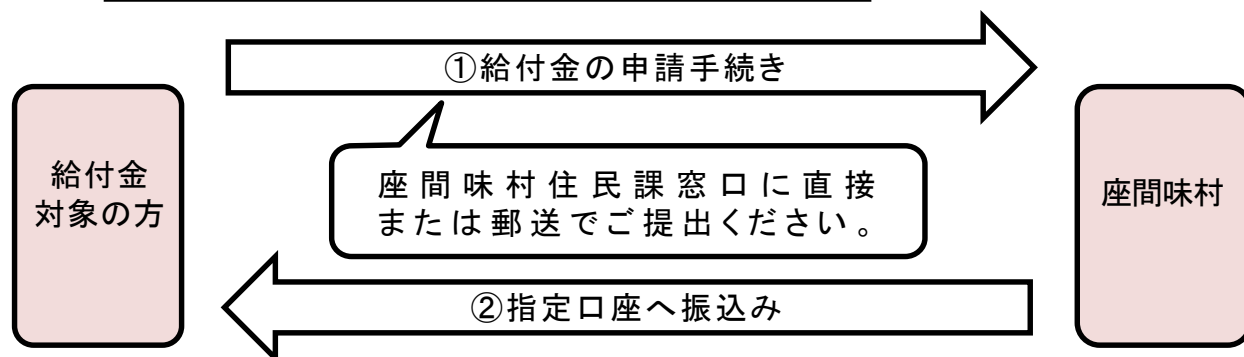 ①給付金の申請手続き
給付金
対象の方
座間味村住民課窓口に直接
または郵送でご提出ください。
座間味村
②指定口座へ振込み